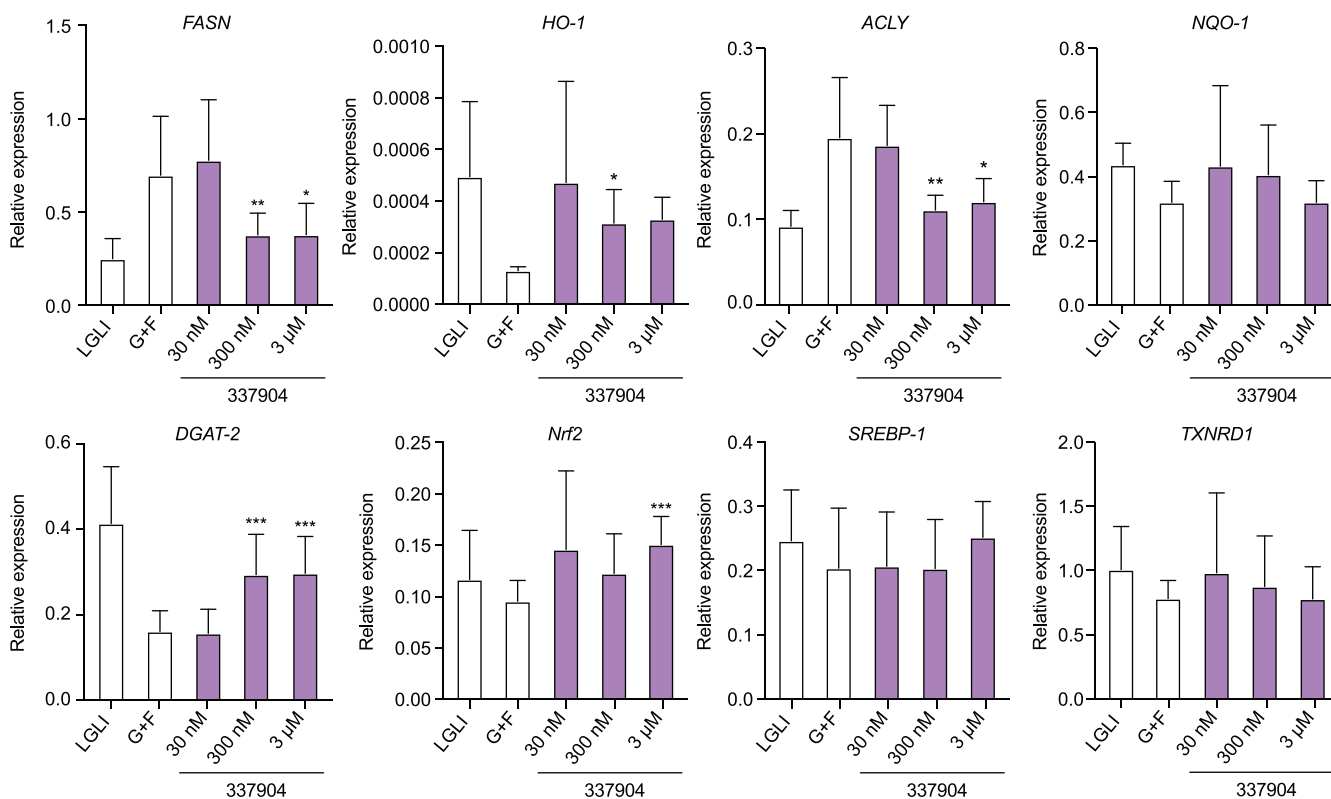 FASN
Relative expression
1.5
1.0
0.5
0.0
**
*
LGLI
G+F
30 nM
300 nM
3 µM
337904
HO-1
Relative expression
0.0010
0.0008
0.0006
0.0004
0.0002
0.0000
*
LGLI
G+F
30 nM
300 nM
3 µM
337904
ACLY
Relative expression
0.3
0.2
0.1
0.0
**
*
LGLI
G+F
30 nM
300 nM
3 µM
337904
NQO-1
Relative expression
0.8
0.6
0.4
0.2
0.0
LGLI
G+F
30 nM
300 nM
3 µM
337904
DGAT-2
Relative expression
0.6
0.4
0.2
0.0
***
***
LGLI
G+F
30 nM
300 nM
3 µM
337904
Nrf2
Relative expression
0.25
0.20
0.15
0.10
0.05
0.00
***
LGLI
G+F
30 nM
300 nM
3 µM
337904
SREBP-1
Relative expression
0.4
0.3
0.2
0.1
0.0
LGLI
G+F
30 nM
300 nM
3 µM
337904
TXNRD1
Relative expression
2.0
1.5
1.0
0.5
0.0
LGLI
G+F
30 nM
300 nM
3 µM
337904